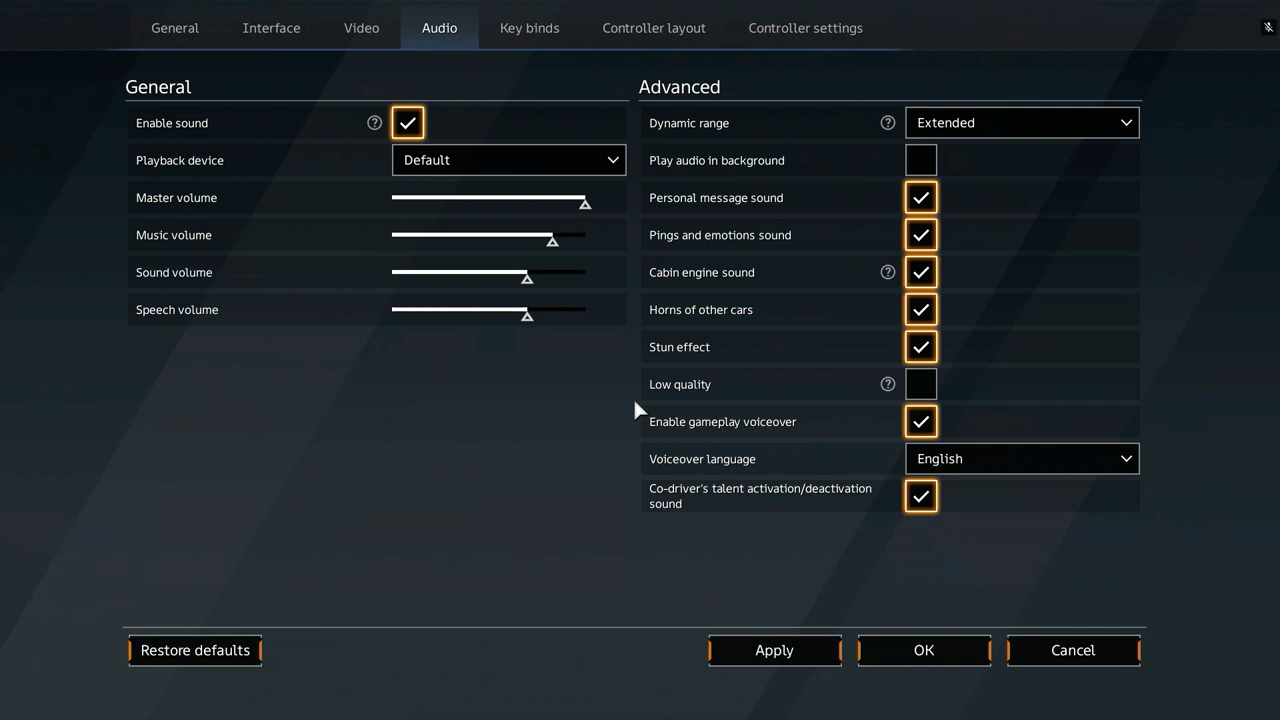 General
Interface
Video
Audio
Key binds
Controller layout
Controller settings
General
Enable sound
?
Playback device
Default
Master volume
Music volume
Sound volume
Speech volume
Advanced
Dynamic range
?
Extended
Play audio in background
Personal message sound
Pings and emotions sound
Cabin engine sound
?
Horns of other cars
Stun effect
Low quality
?
Enable gameplay voiceover
Voiceover language
English
Co-driver's talent activation/deactivation
sound
Restore defaults
Apply
OK
Cancel